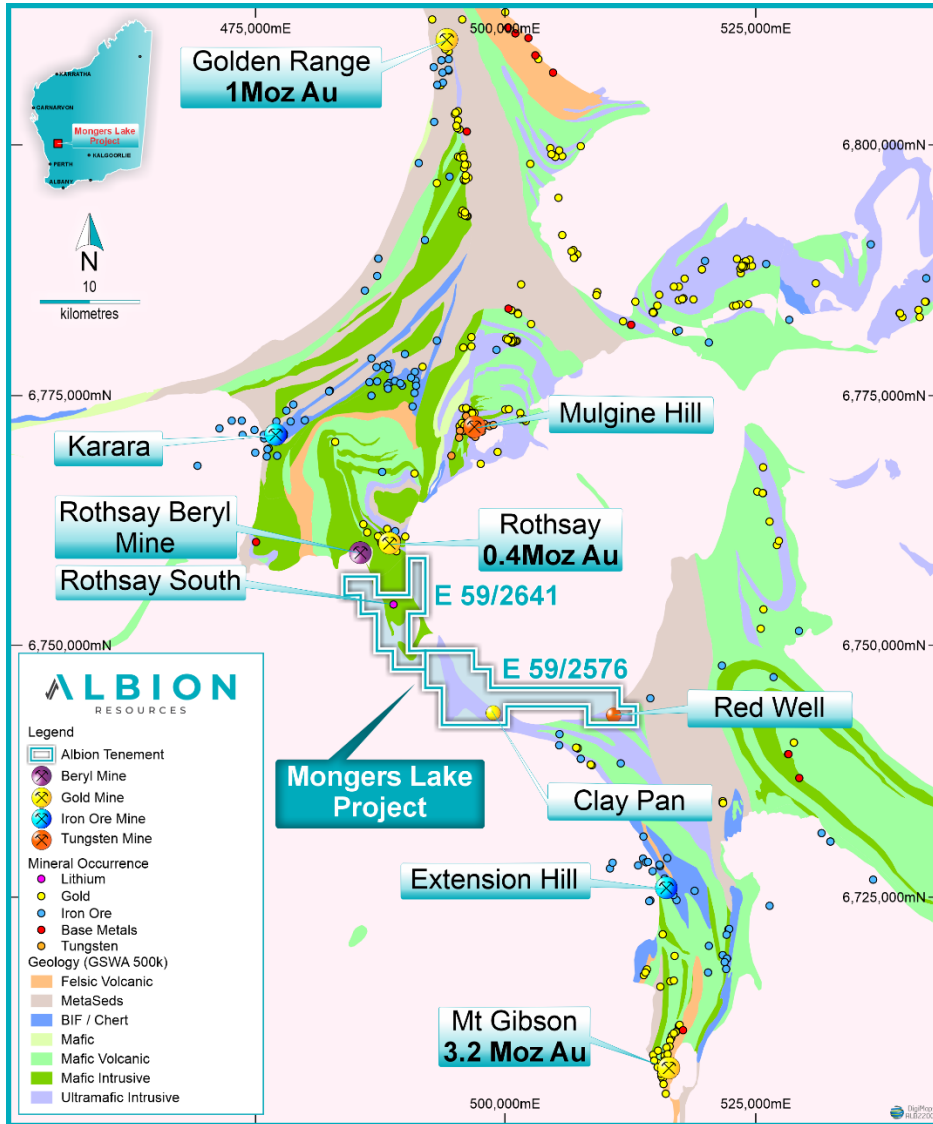 475,000mE
500,000mE
525,000mE
KARRATHA
CARNARVON
Mongers Lake
Project
PERTH
KALGOORLIE
ALBANY
Golden Range
1Moz Au
6,800,000mN
N
10
kilometres
6,775,000mN
6,775,000mN
Karara
Mulgine Hill
Rothsay Beryl
Mine
Rothsay
0.4Moz Au
Rothsay South
E 59/2641
6,750,000mN
6,750,000mN
E 59/2576
Red Well
Mongers Lake
Project
Clay Pan
Extension Hill
6,725,000mN
Mt Gibson
3.2 Moz Au
ALBION
RESOURCES
Legend
Albion Tenement
Beryl Mine
Gold Mine
Iron Ore Mine
Tungsten Mine
Mineral Occurrence
Lithium
Gold
Iron Ore
Base Metals
Tungsten
Geology (GSWA 500k)
Felsic Volcanic
MetaSeds
BIF / Chert
Mafic
Mafic Volcanic
Mafic Intrusive
Ultramafic Intrusive
500,000mE
525,000mE